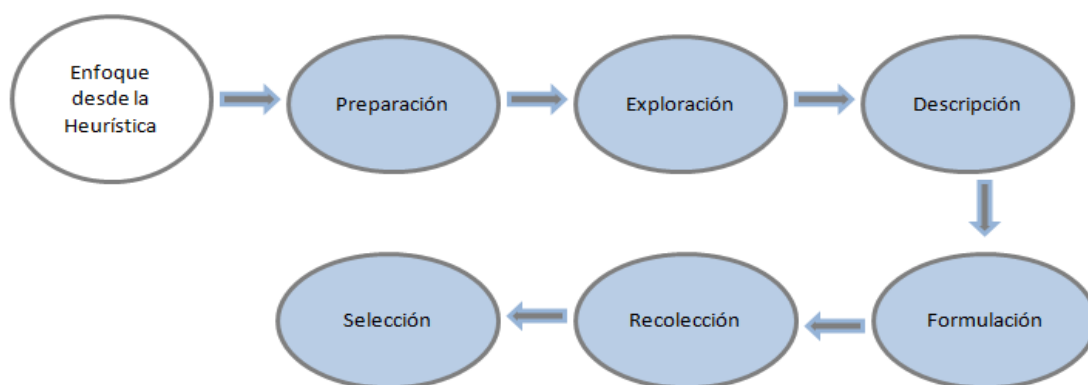 Enfoque
desde la
Heurística
Preparación
Exploración
Descripción
Formulación
Recolección
Selección